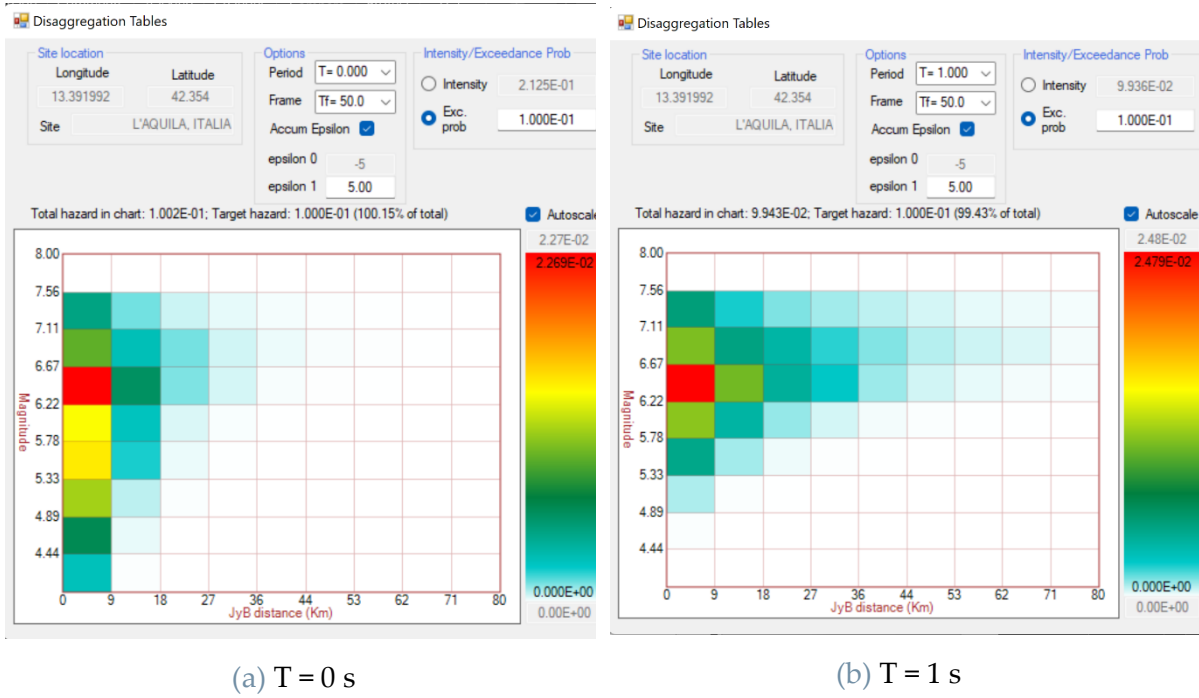 Disaggregation Tables
Site location
Longitude Latitude
13.391992 42.354
Site L'AQUILA, ITALIA
Options
Period T= 0.000
Frame Tf= 50.0
Accum Epsilon
epsilon 0 -5
epsilon 1 5.00
Intensity/Exceedance Prob
Intensity 2.125E-01
Exc. prob 1.000E-01
Total hazard in chart: 1.002E-01; Target hazard: 1.000E-01 (100.15% of total)
Autoscale
2.27E-02
2.269E-02
0.000E+00
0.00E+00
8.00
7.56
7.11
6.67
6.22
5.78
5.33
4.89
4.44
Magnitude
0 9 18 27 36 44 53 62 71 80
JyB distance (Km)
(a) T = 0 s
Disaggregation Tables
Site location
Longitude Latitude
13.391992 42.354
Site L'AQUILA, ITALIA
Options
Period T= 1.000
Frame Tf= 50.0
Accum Epsilon
epsilon 0 -5
epsilon 1 5.00
Intensity/Exceedance Prob
Intensity 9.936E-02
Exc. prob 1.000E-01
Total hazard in chart: 9.943E-02; Target hazard: 1.000E-01 (99.43% of total)
Autoscale
2.48E-02
2.479E-02
0.000E+00
0.00E+00
8.00
7.56
7.11
6.67
6.22
5.78
5.33
4.89
4.44
Magnitude
0 9 18 27 36 44 53 62 71 80
JyB distance (Km)
(b) T = 1 s